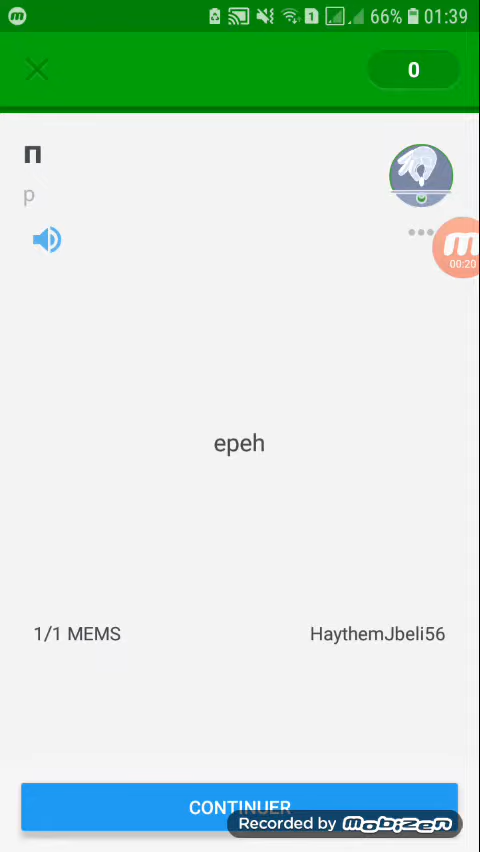 66% 01:39
0
п
p
00:20
epeh
1/1 MEMS HaythemJbeli56
CONTINUER
Recorded by mobizen